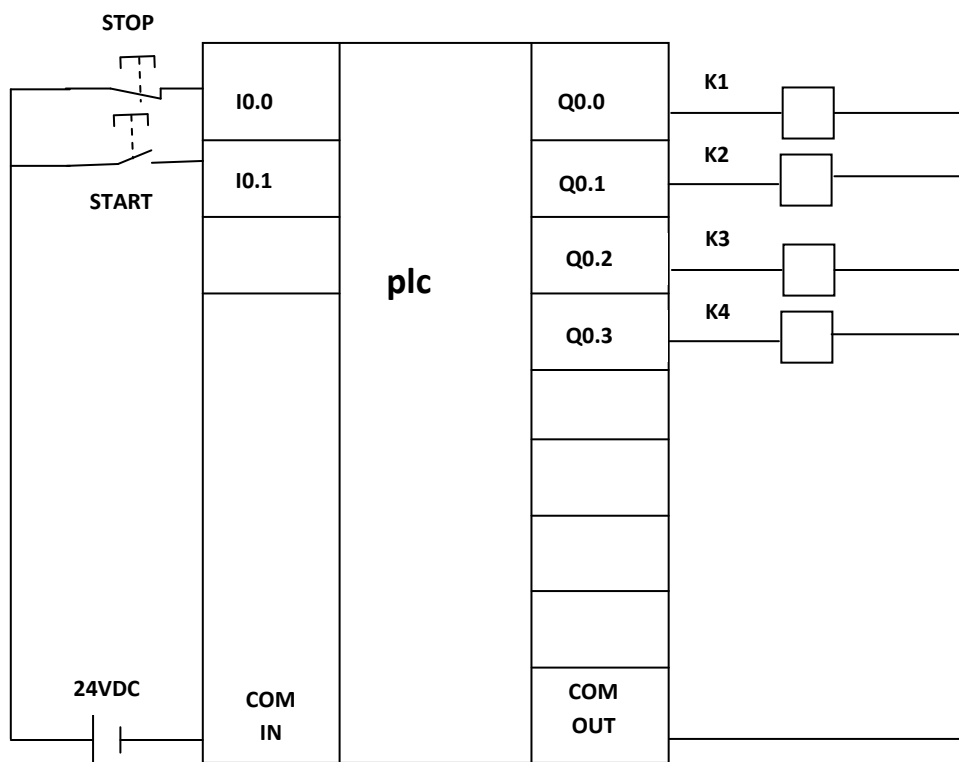 STOP
I0.0
Q0.0
K1
START
I0.1
Q0.1
K2
plc
Q0.2
K3
Q0.3
K4
24VDC
COM
IN
COM
OUT